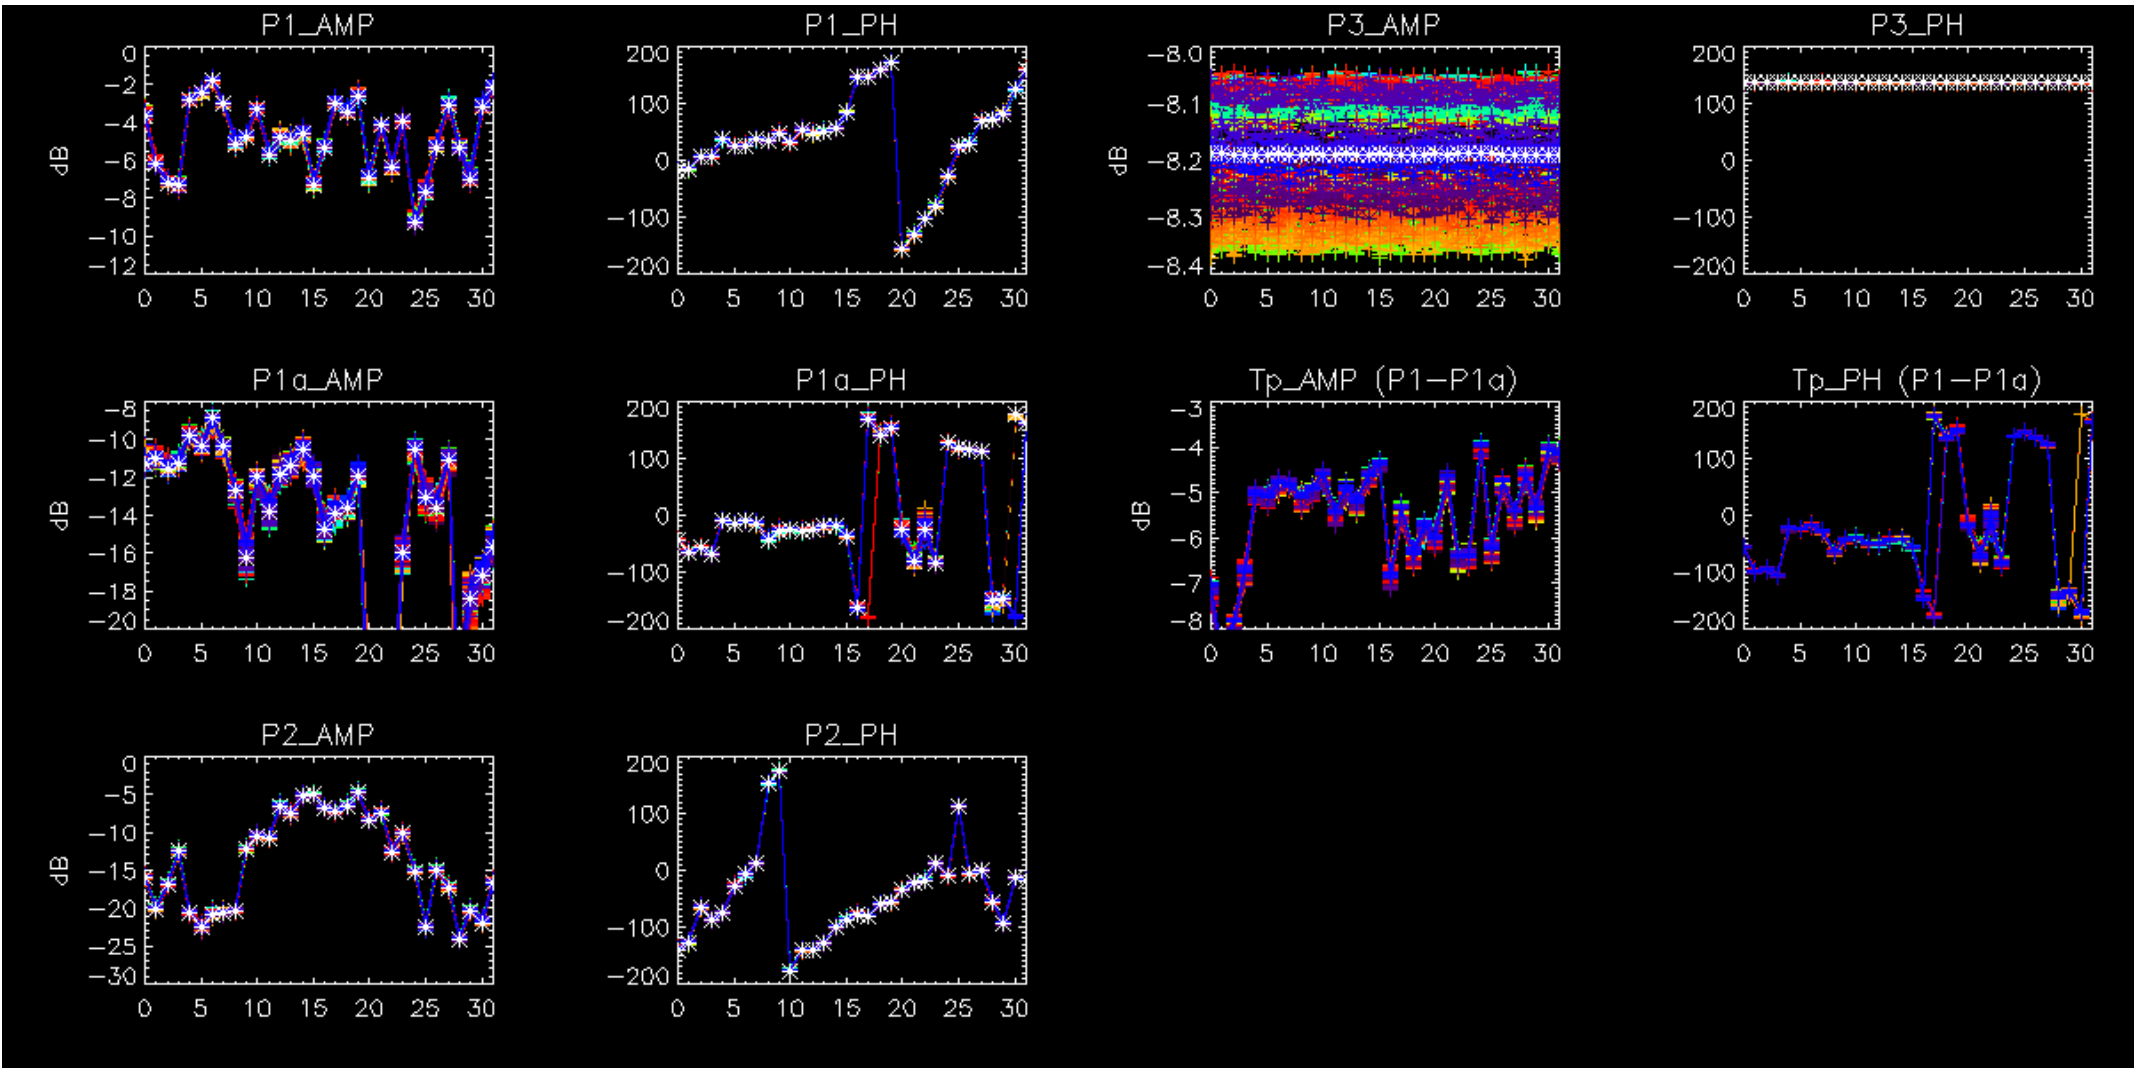 P1_AMP
P1_PH
P3_AMP
P3_PH
dB
0
−2
−4
−6
−8
−10
−12
0 5 10 15 20 25 30
200
100
0
−100
−200
0 5 10 15 20 25 30
dB
−8.0
−8.1
−8.2
−8.3
−8.4
0 5 10 15 20 25 30
200
100
0
−100
−200
0 5 10 15 20 25 30
P1a_AMP
P1a_PH
Tp_AMP (P1−P1a)
Tp_PH (P1−P1a)
dB
−8
−10
−12
−14
−16
−18
−20
0 5 10 15 20 25 30
200
100
0
−100
−200
0 5 10 15 20 25 30
dB
−3
−4
−5
−6
−7
−8
0 5 10 15 20 25 30
200
100
0
−100
−200
0 5 10 15 20 25 30
P2_AMP
P2_PH
dB
0
−5
−10
−15
−20
−25
−30
0 5 10 15 20 25 30
200
100
0
−100
−200
0 5 10 15 20 25 30